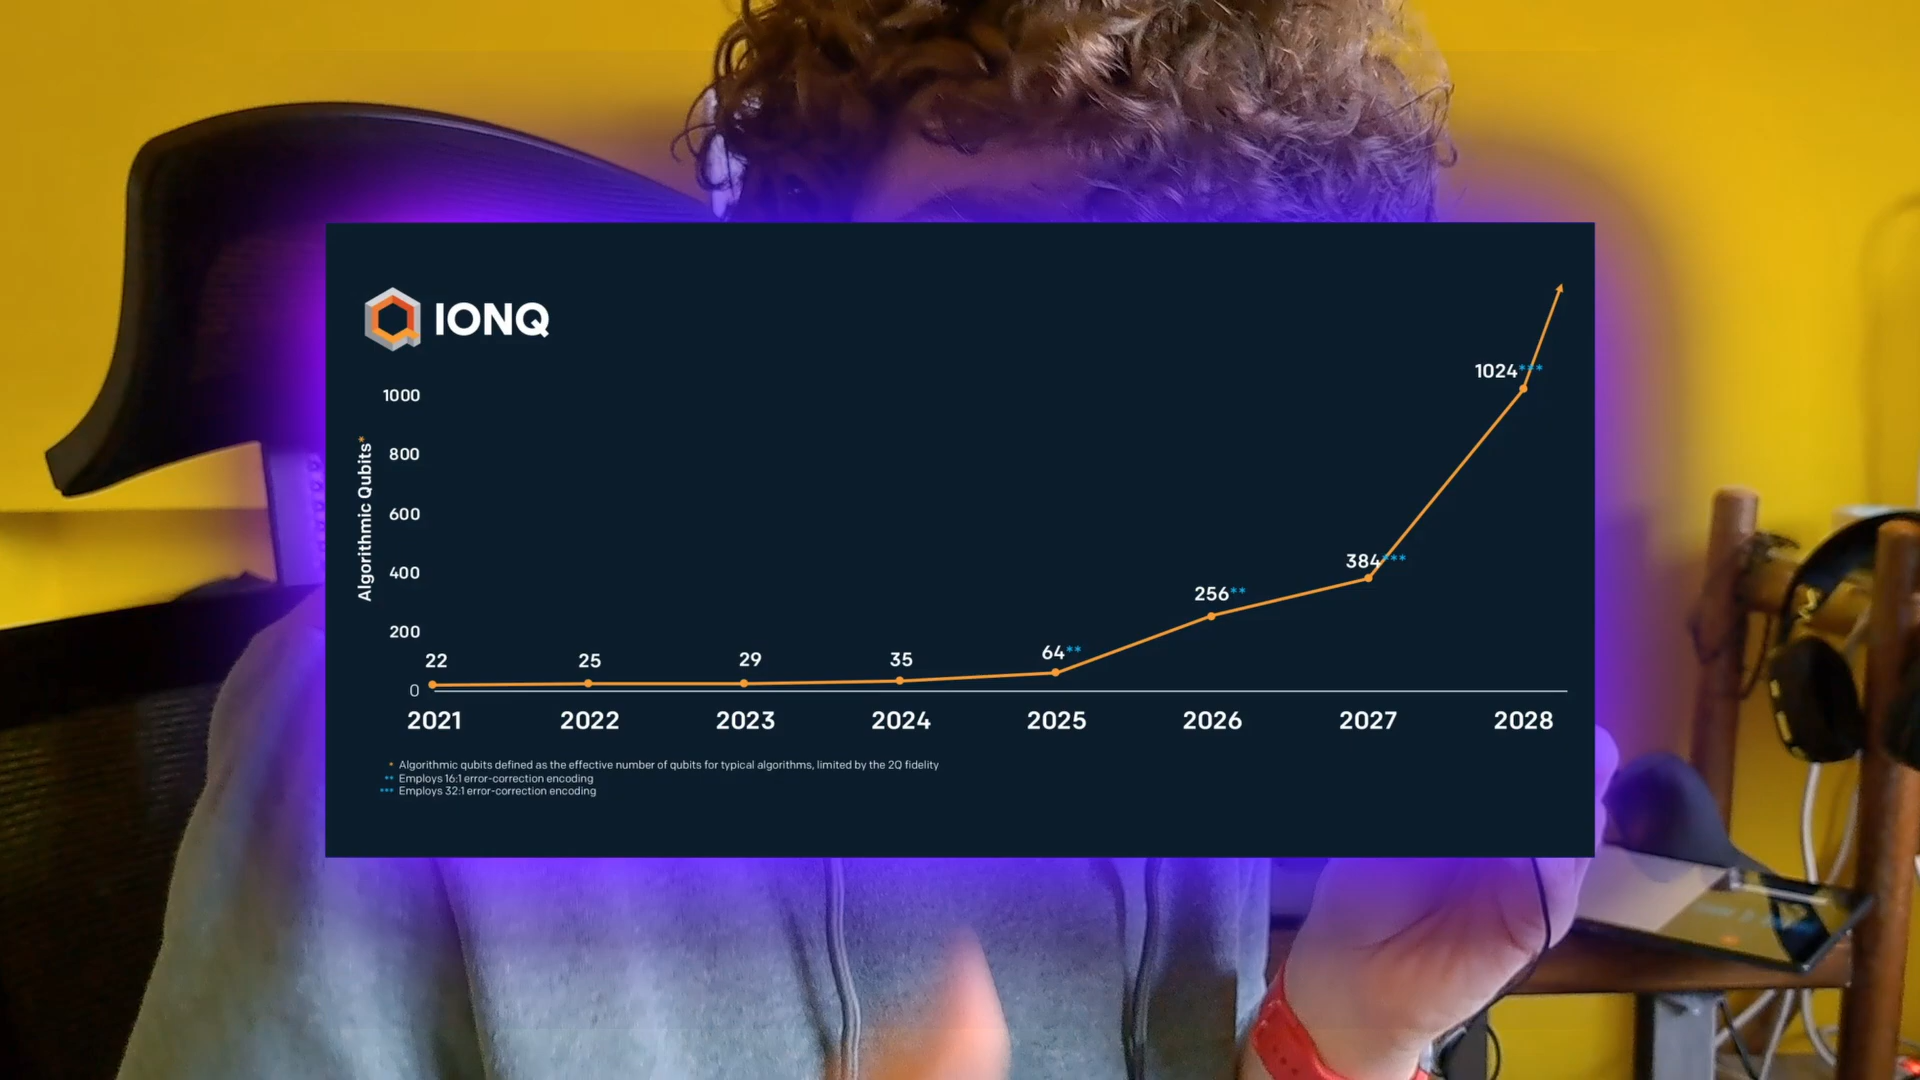 IONQ
Algorithmic Qubits*
1000
800
600
400
200
0
22
25
29
35
64**
256**
384***
1024***
2021 2022 2023 2024 2025 2026 2027 2028
* Algorithmic qubits defined as the effective number of qubits for typical algorithms, limited by the 2Q fidelity
** Employs 16:1 error-correction encoding
*** Employs 32:1 error-correction encoding